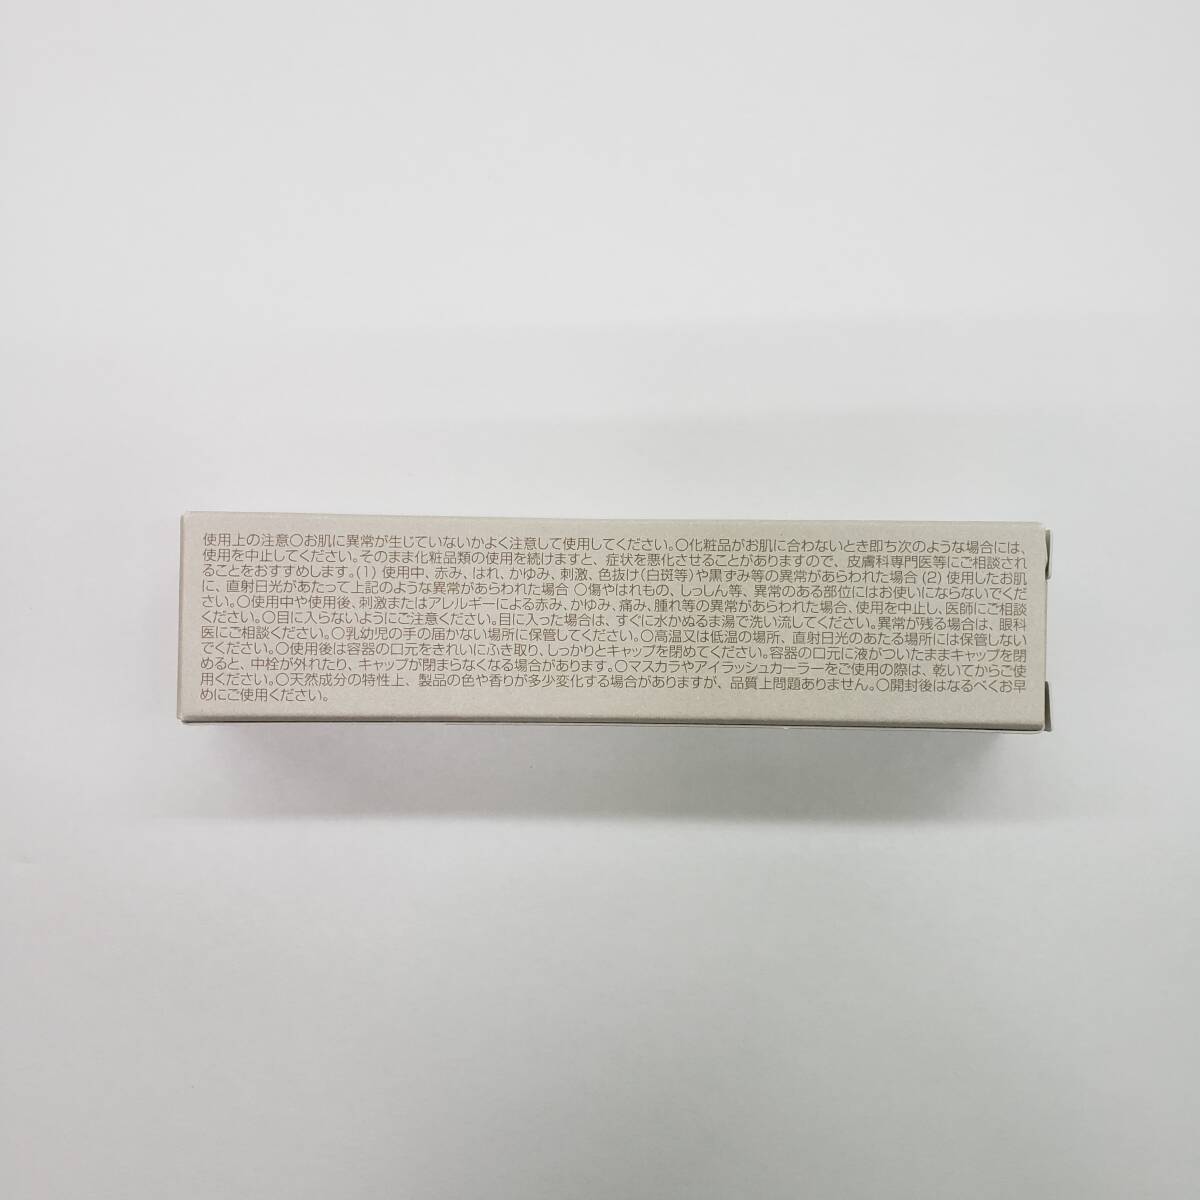 使用上の注意○お肌に異常が生じていないかよく注意して使用してください。○化粧品がお肌に合わないとき即ち次のような場合には、
使用を中止してください。そのまま化粧品類の使用を続けますと、症状を悪化させることがありますので、皮膚科専門医等にご相談され
ることをおすすめします。(1) 使用中、赤み、はれ、かゆみ、刺激、色抜け(白斑等)や黒ずみ等の異常があらわれた場合 (2) 使用したお肌
に、直射日光があたって上記のような異常があらわれた場合 ○傷やはれもの、しっしん等、異常のある部位にはお使いにならないでくだ
さい。○使用中や使用後、刺激またはアレルギーによる赤み、かゆみ、痛み、腫れ等の異常があらわれた場合、使用を中止し、医師にご相談
ください。○目に入らないようにご注意ください。目に入った場合は、すぐに水かぬるま湯で洗い流してください。異常が残る場合は、眼科
医にご相談ください。○乳幼児の手の届かない場所に保管してください。○高温又は低温の場所、直射日光のあたる場所には保管しない
でください。○使用後は容器の口元をきれいにふき取り、しっかりとキャップを閉めてください。容器の口元に液がついたままキャップを閉
めると、中栓が外れたり、キャップが閉まらなくなる場合があります。○マスカラやアイラッシュカーラーをご使用の際は、乾いてからご使
用ください。○天然成分の特性上、製品の色や香りが多少変化する場合がありますが、品質上問題ありません。○開封後はなるべくお早
めにご使用ください。